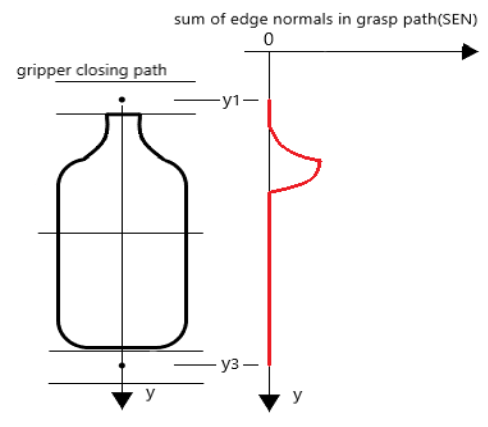 sum of edge normals in grasp path(SEN)
0
gripper closing path
y1
y3
y
y